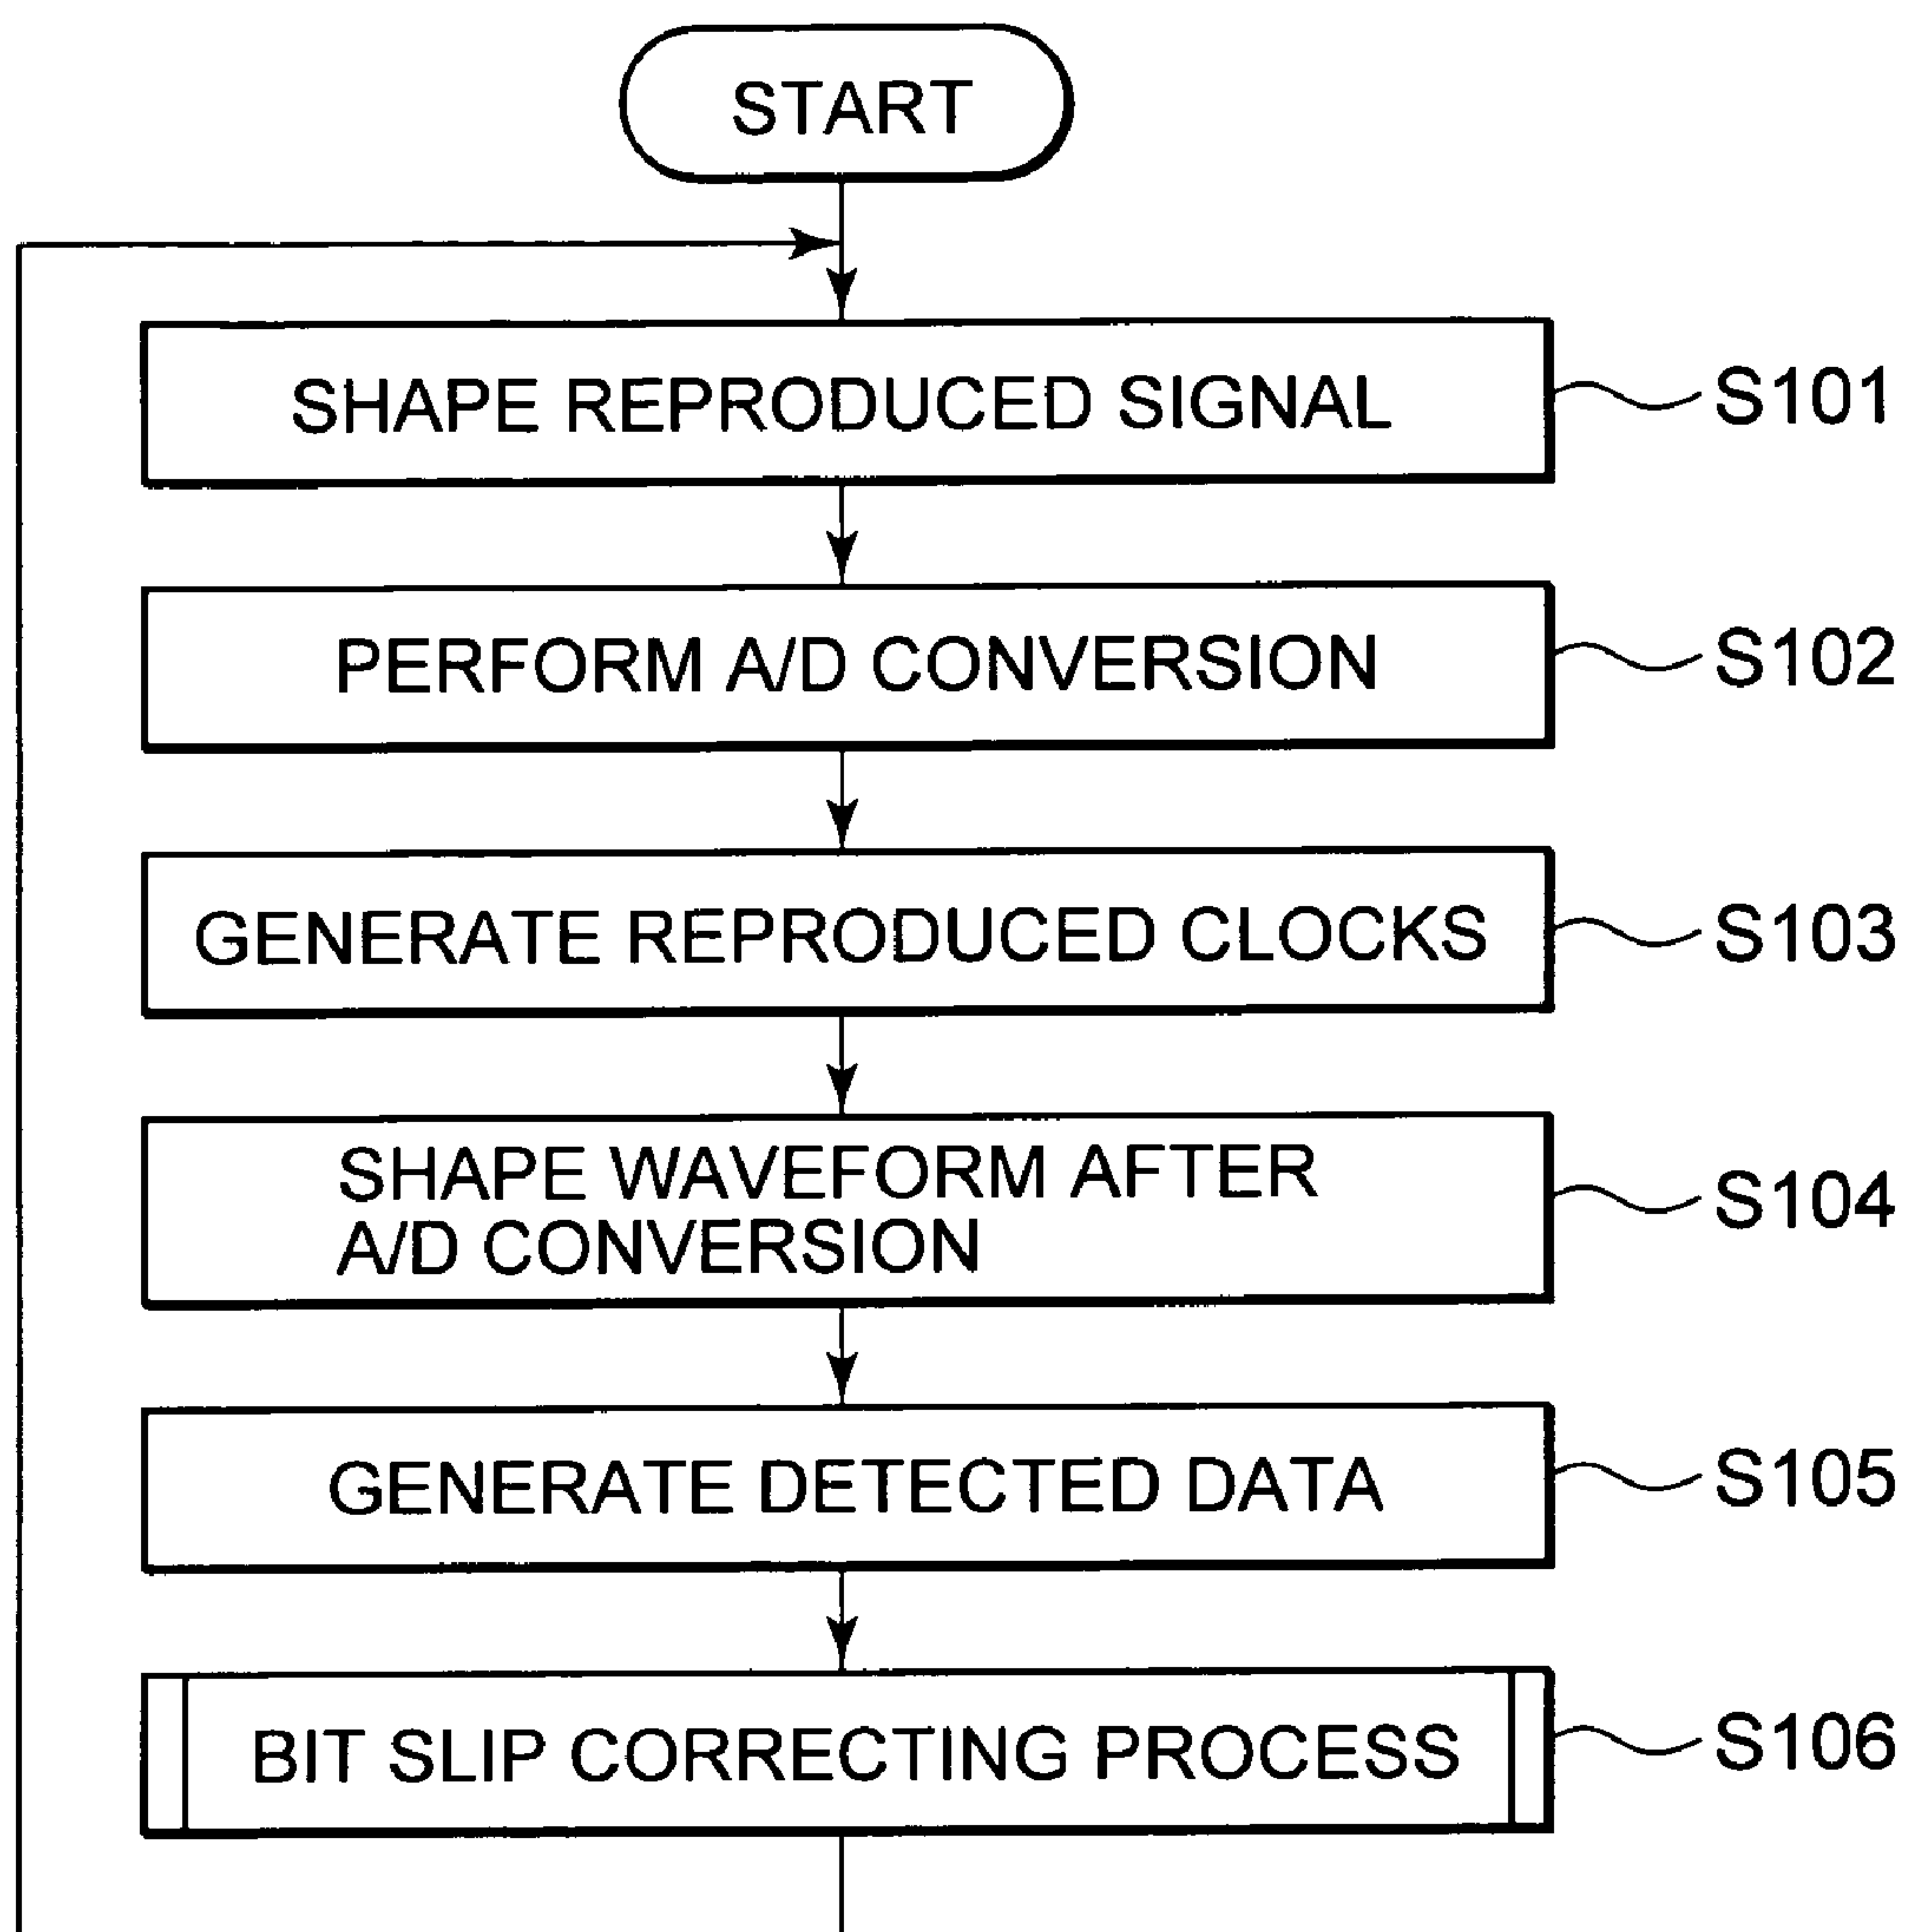 START
SHAPE REPRODUCED SIGNAL
S101
PERFORM A/D CONVERSION
S102
GENERATE REPRODUCED CLOCKS
S103
SHAPE WAVEFORM AFTER
A/D CONVERSION
S104
GENERATE DETECTED DATA
S105
BIT SLIP CORRECTING PROCESS
S106